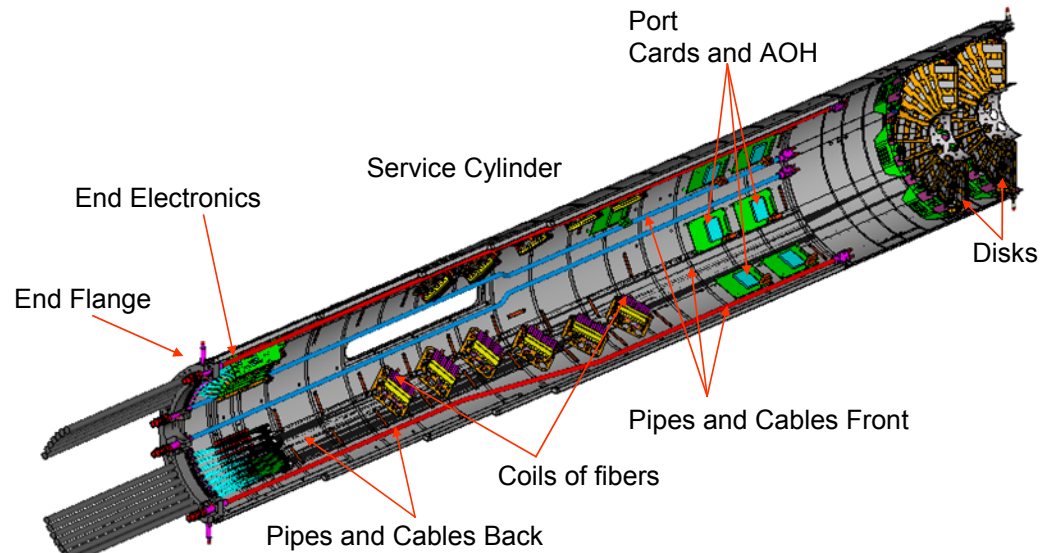 Port
Cards and AOH
Service Cylinder
End Electronics
Disks
End Flange
Pipes and Cables Front
Coils of fibers
Pipes and Cables Back